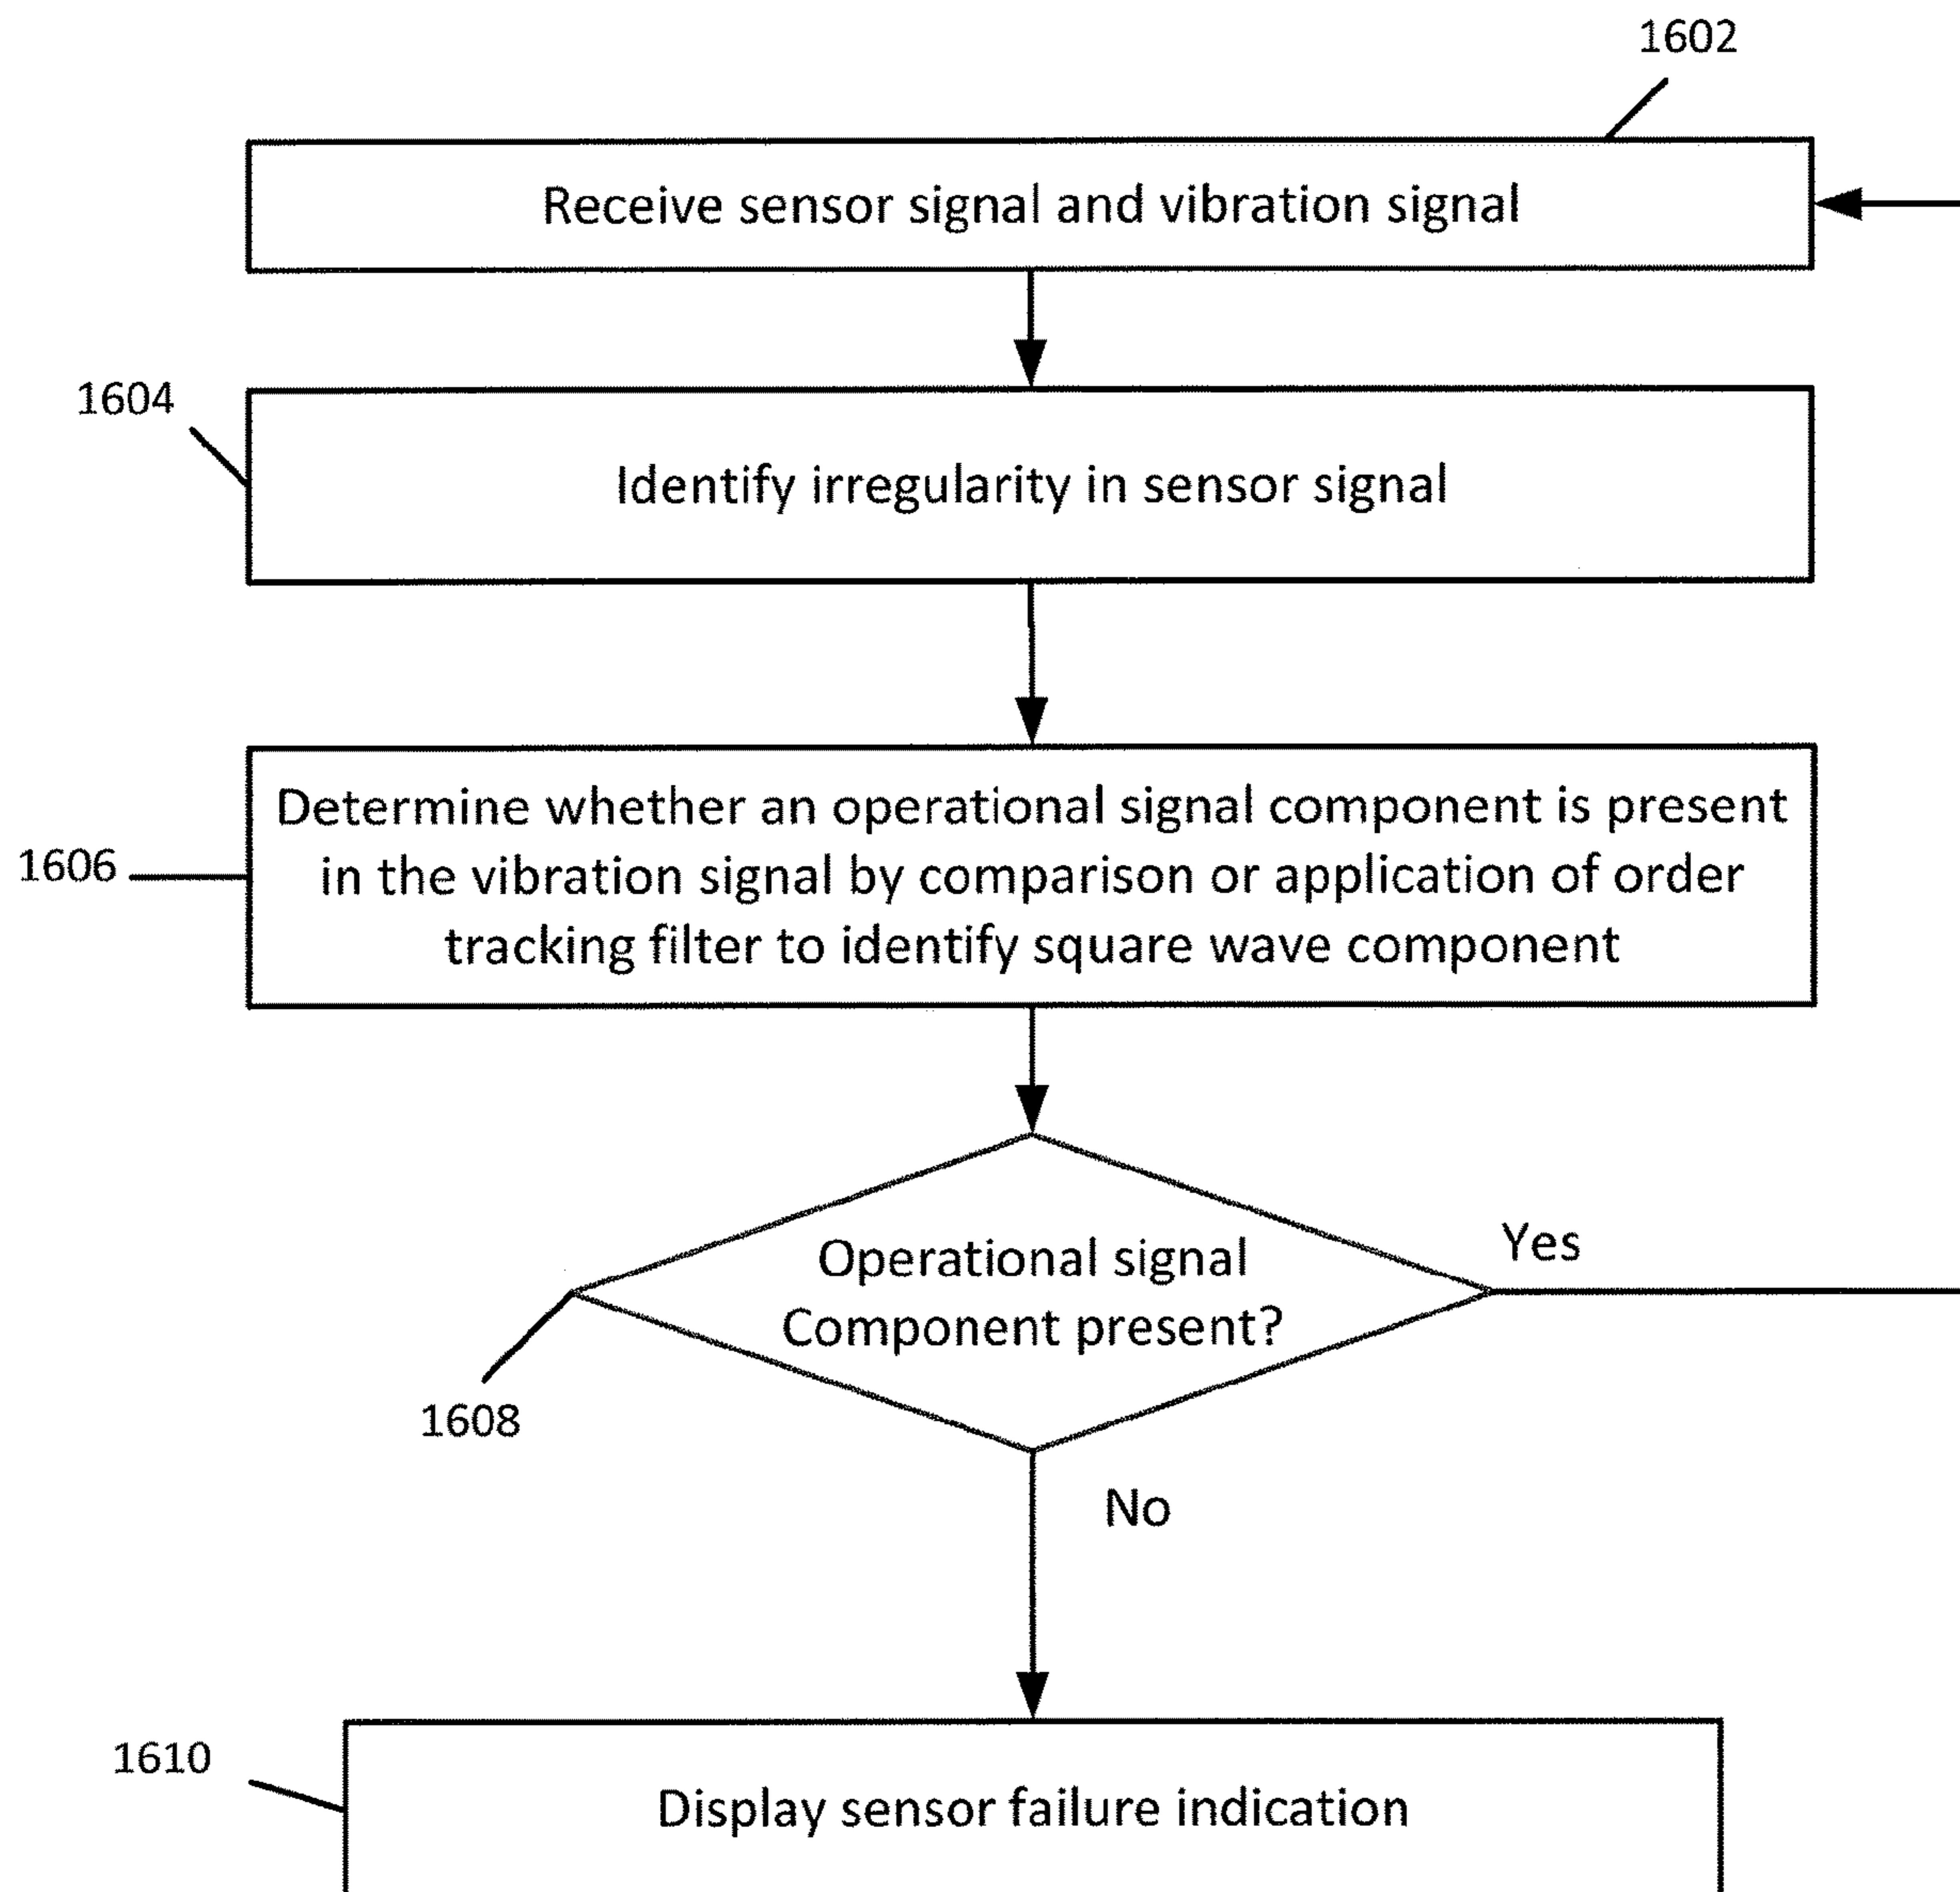 1602
Receive sensor signal and vibration signal
1604
Identify irregularity in sensor signal
Determine whether an operational signal component is present
1606
in the vibration signal by comparison or application of order
tracking filter to identify square wave component
Yes
Operational signal
Component present?
1608
No
1610
Display sensor failure indication